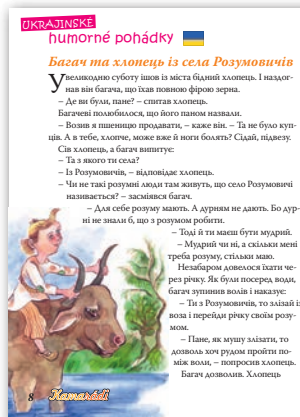 UKRAJINSKÉ
humorné pohádky
Багач та хлопець із села Розумовичів
У великодню суботу ішов із міста бідний хлопець. І наздог-
нав він багача, що їхав повною фірою зерна.
– Де ви були, пане? – спитав хлопець.
Багачеві полюбилося, що його паном назвали.
– Возив я пшеницю продавати, – каже він. – Та не було куп-
ців. А в тебе, хлопче, може вже й ноги болять? Сідай, підвезу.
Сів хлопець, а багач випитує:
– Та з якого ти села?
– Із Розумовичів, – відповідає хлопець.
– Чи не такі розумні люди там живуть, що село Розумовичі
називається? – засміявся багач.
– Для себе розуму мають. А дурням не дають. Бо дур-
ні не знали б, що з розумом робити.
– Тоді й ти маєш бути мудрий.
– Мудрий чи ні, а скільки мені
треба розуму, стільки маю.
Незабаром довелося їхати че-
рез річку. Як були посеред води,
багач зупинив волів і наказує:
– Ти з Розумовичів, то злізай із
воза і перейди річку своїм розу-
мом.
– Пане, як мушу злізати, то
дозволь хоч рудом пройти по-
між воли, – попросив хлопець.
Багач дозволив. Хлопець
8 Kamarádi